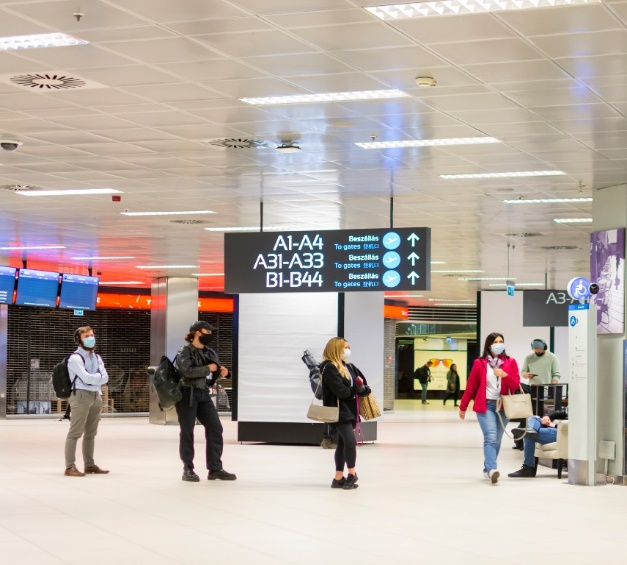 A1-A4 Beszállás
To gates
A31-A33 Beszállás
To gates
B1-B44 Beszállás
To gates
A3-